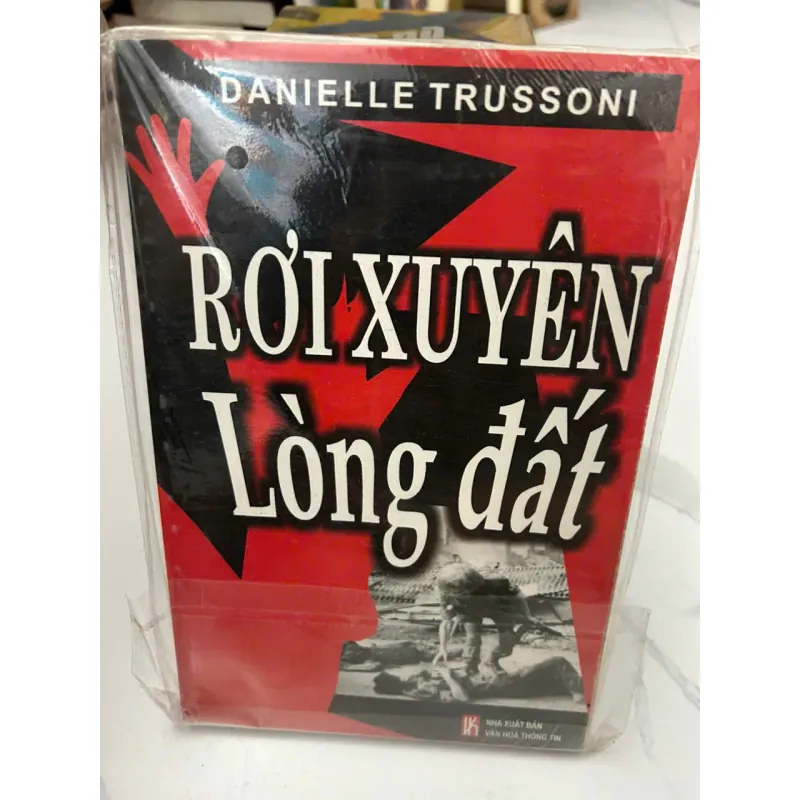 DANIELLE TRUSSONI
RƠI XUYÊN
Lòng đất
NHÀ XUẤT BẢN
VĂN HOÁ THÔNG TIN